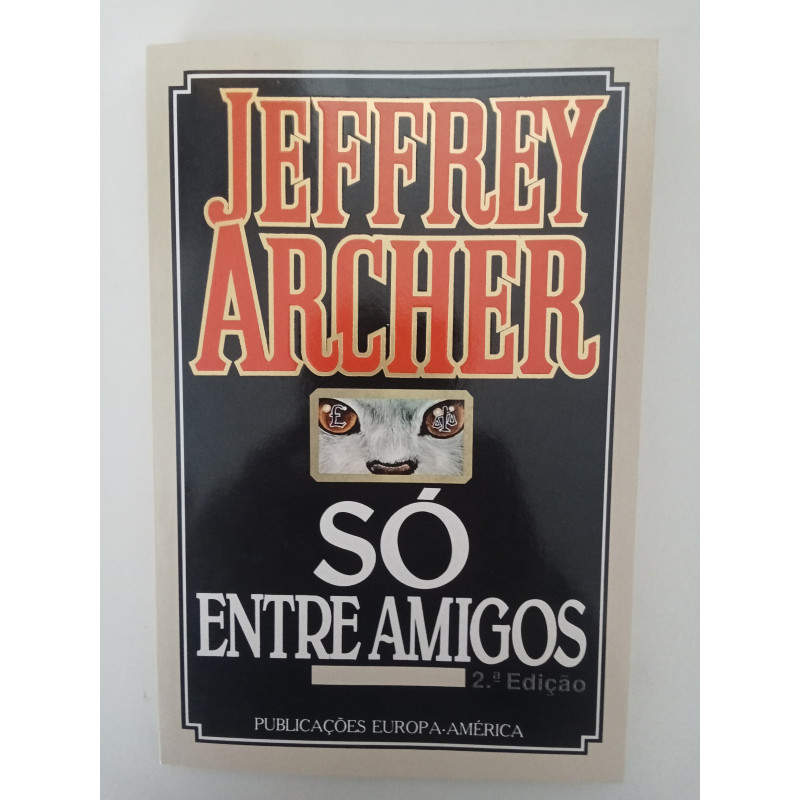 JEFFREY
ARCHER
£
SÓ
ENTRE AMIGOS
2.ª Edição
PUBLICAÇÕES EUROPA-AMÉRICA